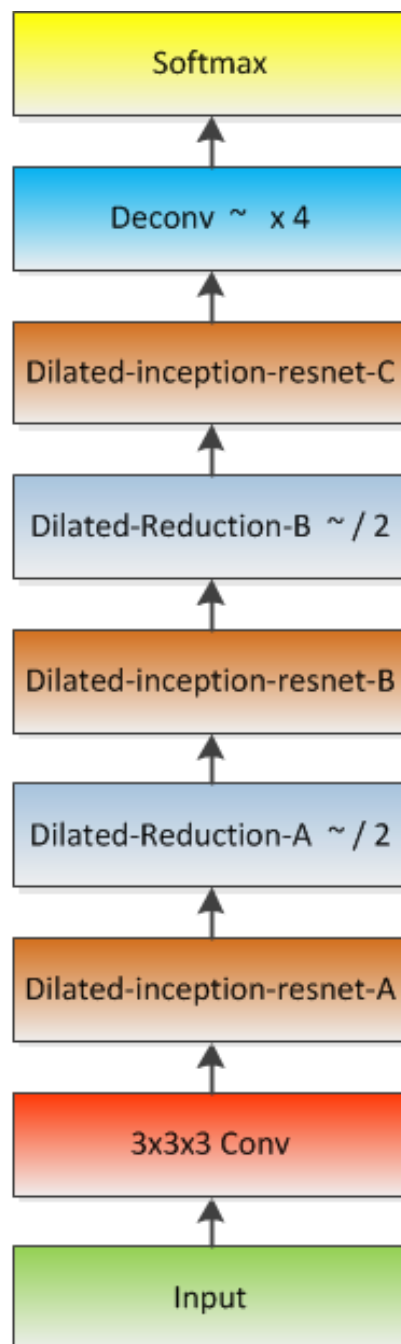 Softmax
Deconv ~ x 4
Dilated-inception-resnet-C
Dilated-Reduction-B ~ / 2
Dilated-inception-resnet-B
Dilated-Reduction-A ~ / 2
Dilated-inception-resnet-A
3x3x3 Conv
Input